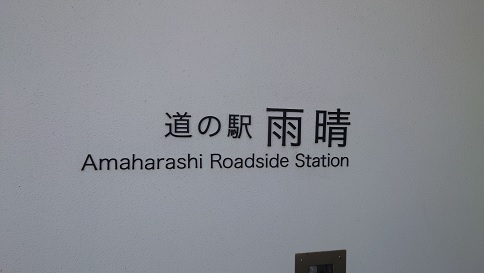 道の駅 雨晴
Amaharashi Roadside Station